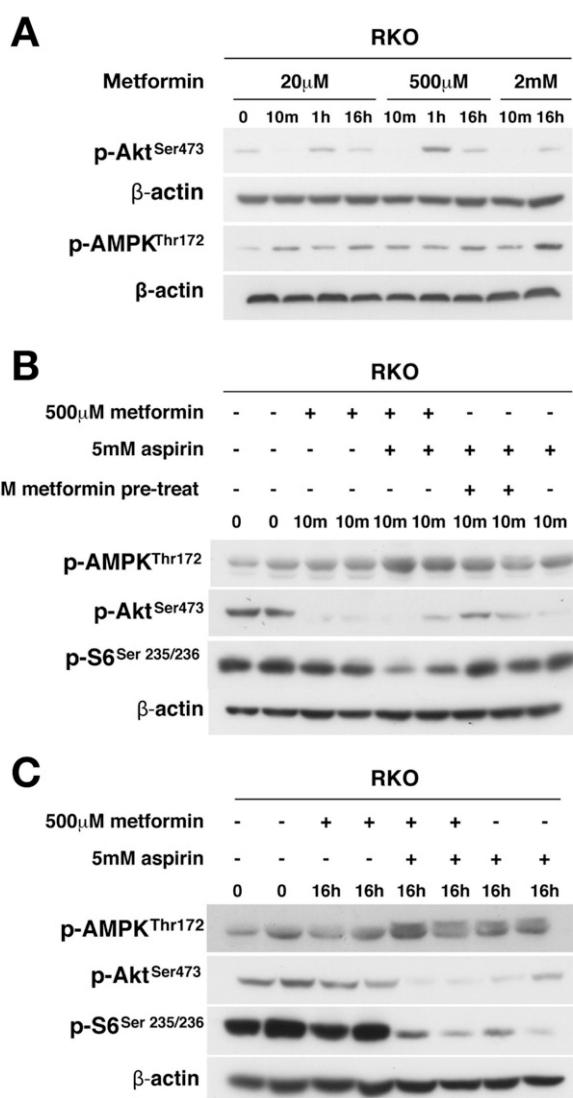 A
RKO
Metformin 20μM 500μM 2mM
0 10m 1h 16h 10m 1h 16h 10m 16h
p-Akt Ser473
β-actin
p-AMPK Thr172
β-actin
B
RKO
500μM metformin - - + + + + - - -
5mM aspirin - - - - + + + + +
M metformin pre-treat - - - - - - + + -
0 0 10m 10m 10m 10m 10m 10m 10m
p-AMPK Thr172
p-Akt Ser473
p-S6 Ser 235/236
β-actin
C
RKO
500μM metformin - - + + + + - -
5mM aspirin - - - - + + + +
0 0 16h 16h 16h 16h 16h 16h
p-AMPK Thr172
p-Akt Ser473
p-S6 Ser 235/236
β-actin